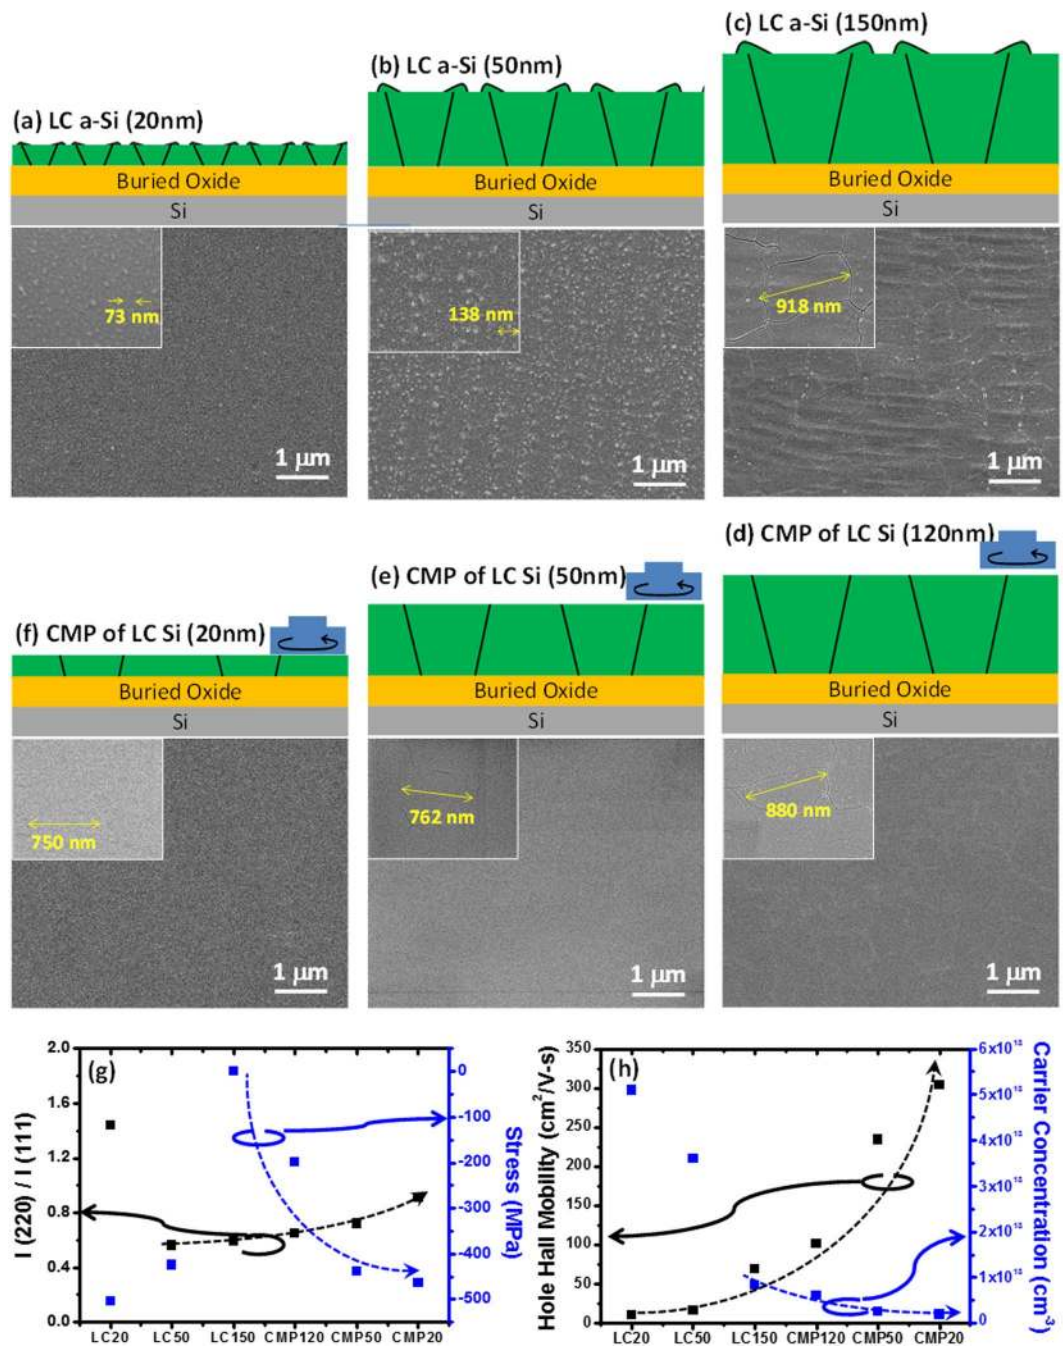 (a) LC a-Si (20nm)
Buried Oxide
Si
73 nm
1 μm
(b) LC a-Si (50nm)
Buried Oxide
Si
138 nm
1 μm
(c) LC a-Si (150nm)
Buried Oxide
Si
918 nm
1 μm
(f) CMP of LC Si (20nm)
Buried Oxide
Si
750 nm
1 μm
(e) CMP of LC Si (50nm)
Buried Oxide
Si
762 nm
1 μm
(d) CMP of LC Si (120nm)
Buried Oxide
Si
880 nm
1 μm
(g)
I (220) / I (111)
2.0
1.6
1.2
0.8
0.4
0.0
LC20 LC50 LC150 CMP120 CMP50 CMP20
0
-100
-200
-300
-400
-500
Stress (MPa)
(h)
Hole Hall Mobility (cm²/V-s)
350
300
250
200
150
100
50
0
LC20 LC50 LC150 CMP120 CMP50 CMP20
0
Carrier Concentration (cm⁻³)